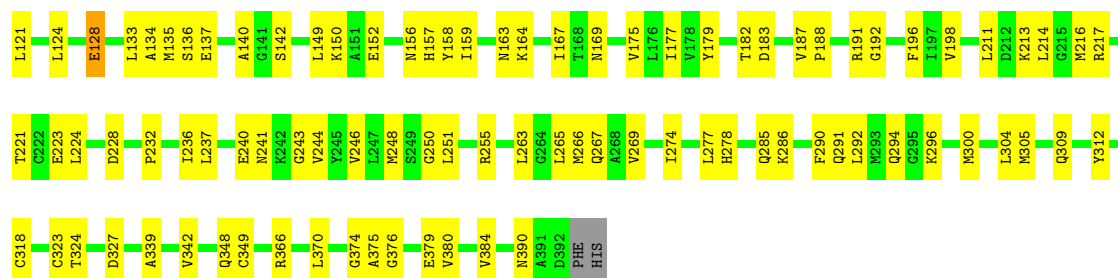 L121 L124 E128 L133 A134 M135 S136 E137 A140 G141 S142 L149 K150 A151 E152 N156 H157 Y158 I159 N163 K164 I167 T168 N169 V175 L176 I177 V178 Y179 T182 D183 V187 P188 R191 G192 F196 I197 V198 L211 D212 K213 L214 G215 M216 R217
T221 C222 E223 L224 D228 P232 I236 L237 E240 N241 K242 G243 V244 Y245 V246 L247 M248 S249 G250 L251 R255 L263 G264 L265 M266 Q267 A268 V269 I274 L277 H278 Q285 K286 F290 Q291 L292 M293 Q294 G295 K296 M300 L304 M305 Q309 Y312
C318 C323 T324 D327 A339 V342 Q348 C349 R366 L370 G374 A375 G376 E379 V380 V384 N390 A391 D392 PHE HIS